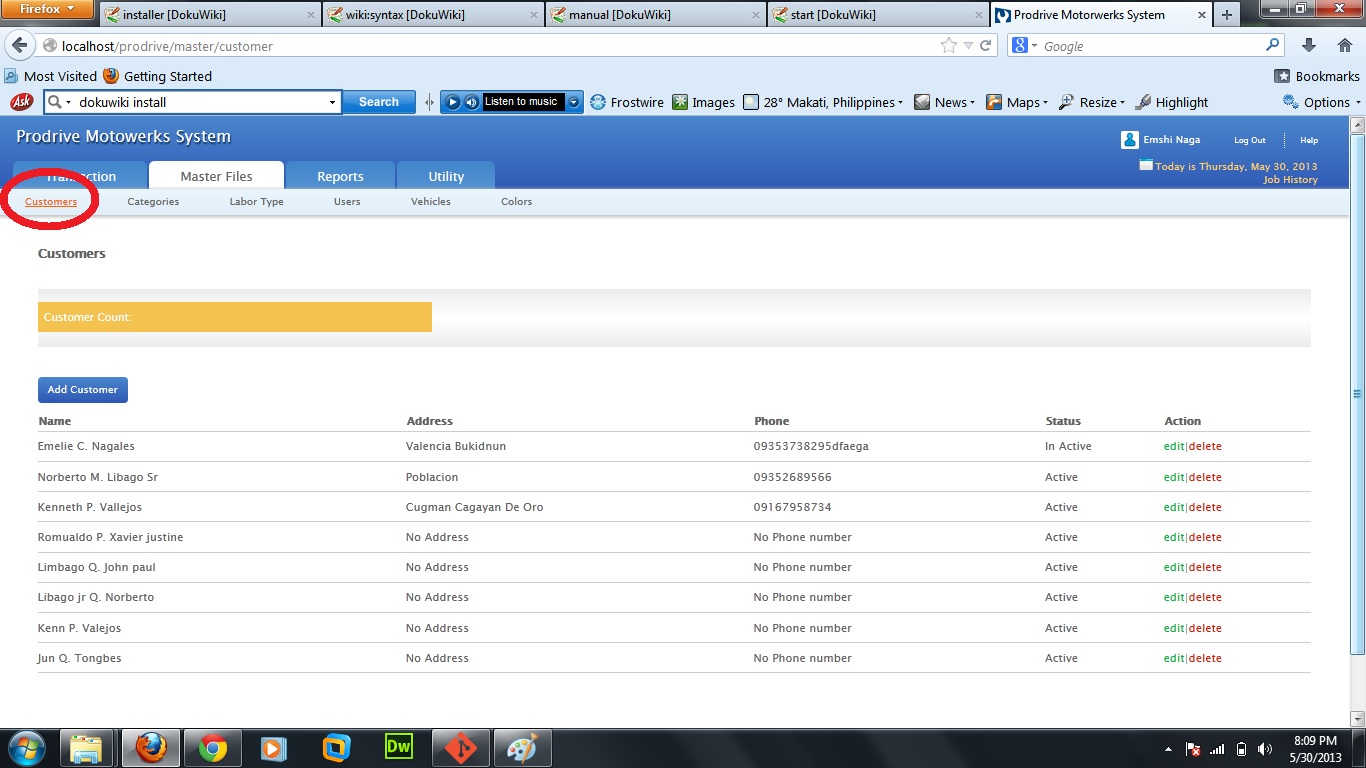 Firefox
installer [DokuWiki] wiki:syntax [DokuWiki] manual [DokuWiki] start [DokuWiki] Prodrive Motorwerks System
localhost/prodrive/master/customer
Google
Most Visited Getting Started Bookmarks
Ask dokuwiki install Search Listen to music Frostwire Images 28° Makati, Philippines News Maps Resize Highlight Options
Prodrive Motowerks System
Emshi Naga Log Out Help
Today is Thursday, May 30, 2013
Job History
Transaction Master Files Reports Utility
Customers Categories Labor Type Users Vehicles Colors
Customers
Customer Count:
Add Customer
Name Address Phone Status Action
Emelie C. Nagales Valencia Bukidnun 09353738295dfaega In Active edit|delete
Norberto M. Libago Sr Poblacion 09352689566 Active edit|delete
Kenneth P. Vallejos Cugman Cagayan De Oro 09167958734 Active edit|delete
Romualdo P. Xavier justine No Address No Phone number Active edit|delete
Limbago Q. John paul No Address No Phone number Active edit|delete
Libago jr Q. Norberto No Address No Phone number Active edit|delete
Kenn P. Valejos No Address No Phone number Active edit|delete
Jun Q. Tongbes No Address No Phone number Active edit|delete
Dw
8:09 PM
5/30/2013